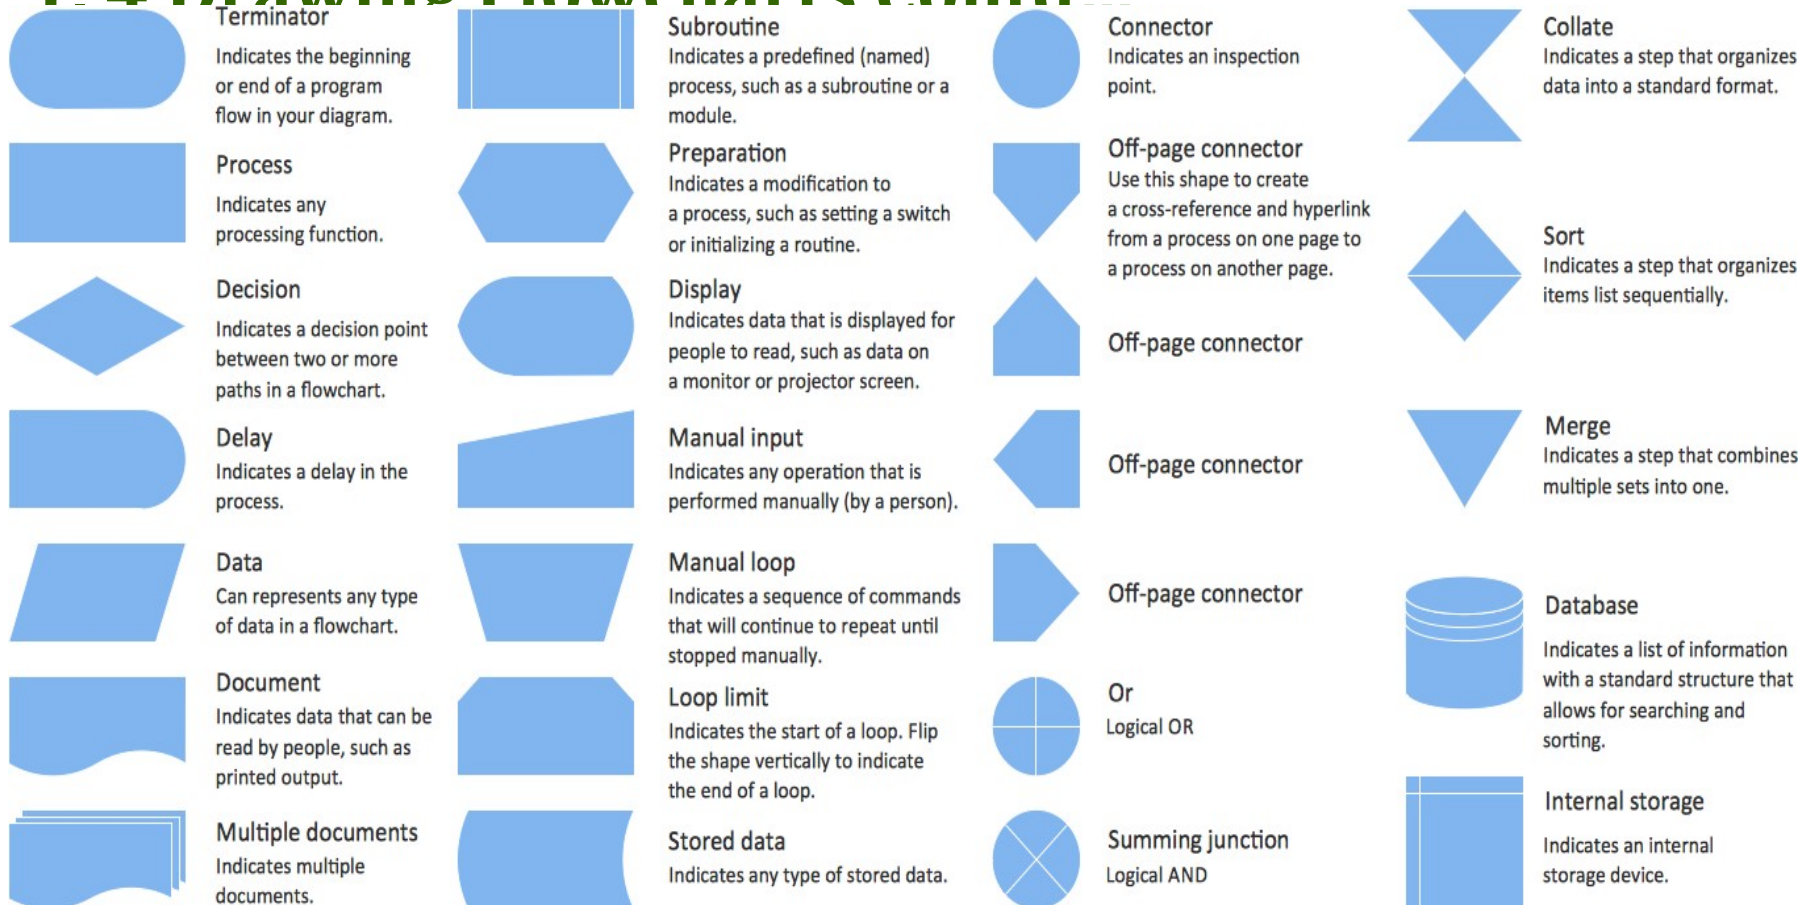 Terminator
Indicates the beginning
or end of a program
flow in your diagram.
Process
Indicates any
processing function.
Decision
Indicates a decision point
between two or more
paths in a flowchart.
Delay
Indicates a delay in the
process.
Data
Can represents any type
of data in a flowchart.
Document
Indicates data that can be
read by people, such as
printed output.
Multiple documents
Indicates multiple
documents.
Subroutine
Indicates a predefined (named)
process, such as a subroutine or a
module.
Preparation
Indicates a modification to
a process, such as setting a switch
or initializing a routine.
Display
Indicates data that is displayed for
people to read, such as data on
a monitor or projector screen.
Manual input
Indicates any operation that is
performed manually (by a person).
Manual loop
Indicates a sequence of commands
that will continue to repeat until
stopped manually.
Loop limit
Indicates the start of a loop. Flip
the shape vertically to indicate
the end of a loop.
Stored data
Indicates any type of stored data.
Connector
Indicates an inspection
point.
Off-page connector
Use this shape to create
a cross-reference and hyperlink
from a process on one page to
a process on another page.
Off-page connector
Off-page connector
Off-page connector
Or
Logical OR
Summing junction
Logical AND
Collate
Indicates a step that organizes
data into a standard format.
Sort
Indicates a step that organizes
items list sequentially.
Merge
Indicates a step that combines
multiple sets into one.
Database
Indicates a list of information
with a standard structure that
allows for searching and
sorting.
Internal storage
Indicates an internal
storage device.